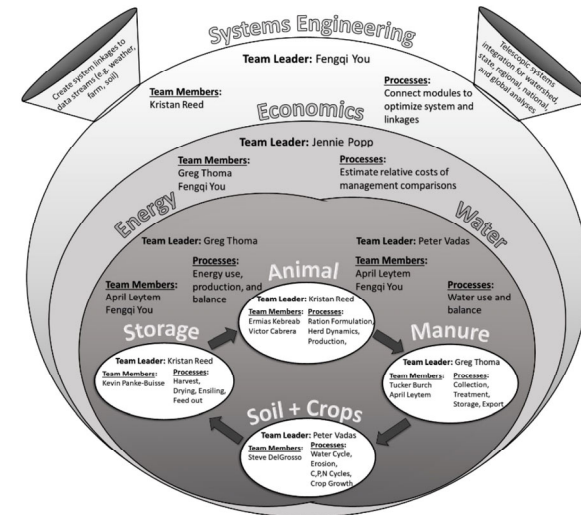 Systems Engineering
Team Leader: Fengqi You
Create system linkages to
data streams (e.g. weather,
farm, soil)
Team Members:
Kristan Reed
Processes:
Connect modules to
optimize system and
linkages
Telescopic systems
integration for watershed,
state, regional, national,
and global analyses
Economics
Team Leader: Jennie Popp
Team Members:
Greg Thoma
Fengqi You
Processes:
Estimate relative costs of
management comparisons
Energy
Team Leader: Greg Thoma
Team Members:
April Leytem
Fengqi You
Processes:
Energy use,
production, and
balance
Water
Team Leader: Peter Vadas
Team Members:
April Leytem
Fengqi You
Processes:
Water use and
balance
Animal
Team Leader: Kristan Reed
Team Members:
Ermias Kebreab
Victor Cabrera
Processes:
Ration Formulation,
Herd Dynamics,
Production,
Storage
Team Leader: Kristan Reed
Team Members:
Kevin Panke-Buisse
Processes:
Harvest,
Drying, Ensiling,
Feed out
Manure
Team Leader: Greg Thoma
Team Members:
Tucker Burch
April Leytem
Processes:
Collection,
Treatment,
Storage, Export
Soil + Crops
Team Leader: Peter Vadas
Team Members:
Steve DelGrosso
Processes:
Water Cycle,
Erosion,
C,P,N Cycles,
Crop Growth